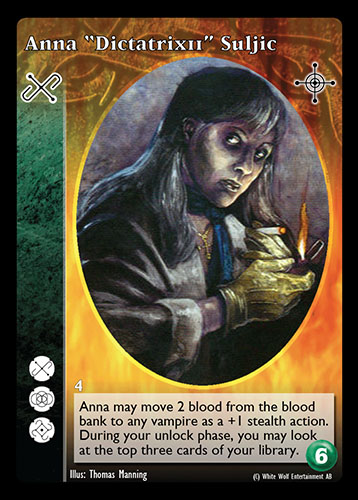 Anna "Dictatrix11" Suljic
4
Anna may move 2 blood from the blood
bank to any vampire as a +1 stealth action.
During your unlock phase, you may look
at the top three cards of your library.
6
Illus: Thomas Manning
(C) White Wolf Entertainment AB